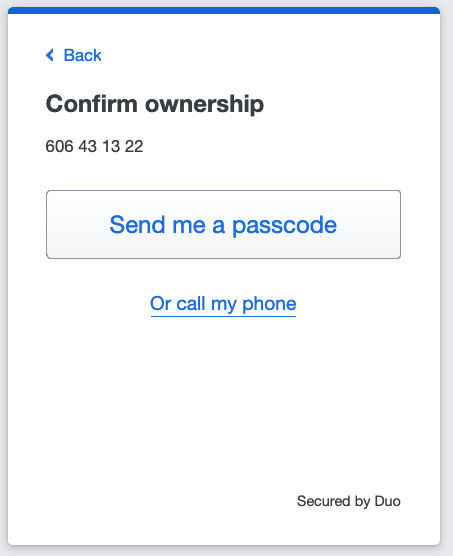 Back
Confirm ownership
606 43 13 22
Send me a passcode
Or call my phone
Secured by Duo